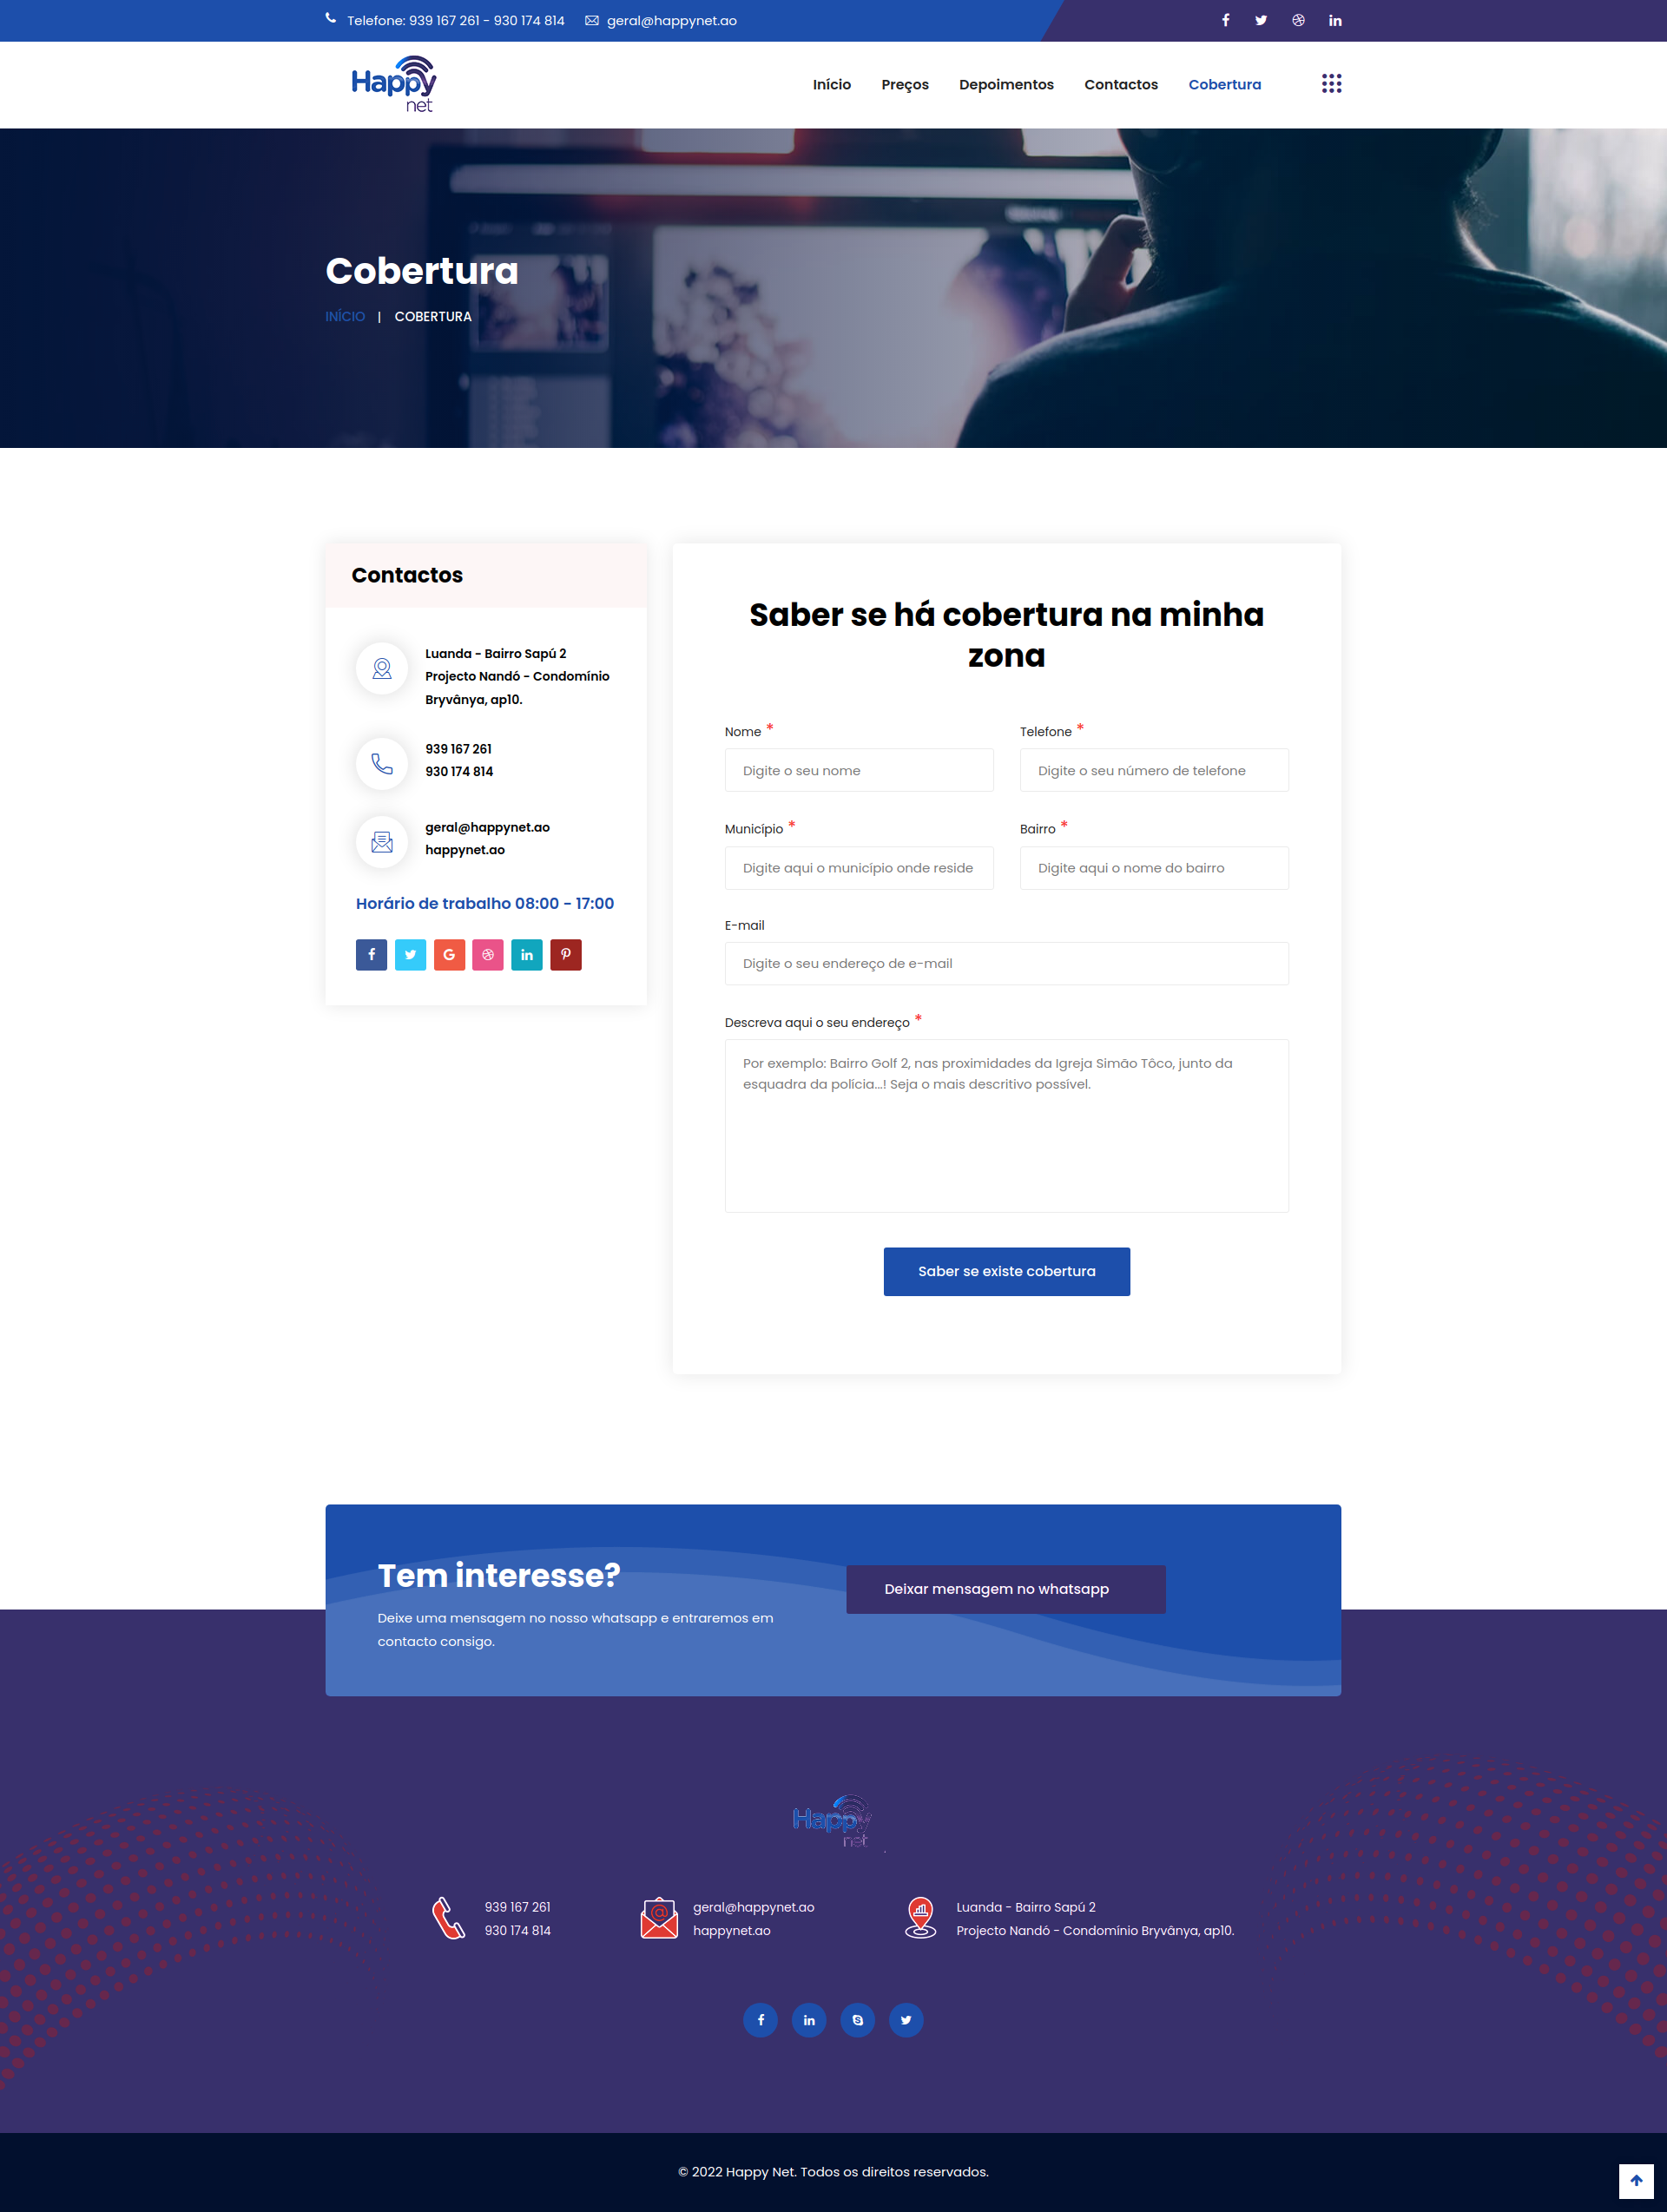 Telefone: 939 167 261 - 930 174 814
geral@happynet.ao
Happy
net
Início
Preços
Depoimentos
Contactos
Cobertura
Cobertura
INÍCIO | COBERTURA
Contactos
Luanda - Bairro Sapú 2
Projecto Nandó - Condomínio
Bryvânya, ap10.
939 167 261
930 174 814
geral@happynet.ao
happynet.ao
Horário de trabalho 08:00 - 17:00
Saber se há cobertura na minha
zona
Nome *
Digite o seu nome
Telefone *
Digite o seu número de telefone
Município *
Digite aqui o município onde reside
Bairro *
Digite aqui o nome do bairro
E-mail
Digite o seu endereço de e-mail
Descreva aqui o seu endereço *
Por exemplo: Bairro Golf 2, nas proximidades da Igreja Simão Tôco, junto da
esquadra da polícia...! Seja o mais descritivo possível.
Saber se existe cobertura
Tem interesse?
Deixe uma mensagem no nosso whatsapp e entraremos em
contacto consigo.
Deixar mensagem no whatsapp
Happy
net
939 167 261
930 174 814
geral@happynet.ao
happynet.ao
Luanda - Bairro Sapú 2
Projecto Nandó - Condomínio Bryvânya, ap10.
© 2022 Happy Net. Todos os direitos reservados.